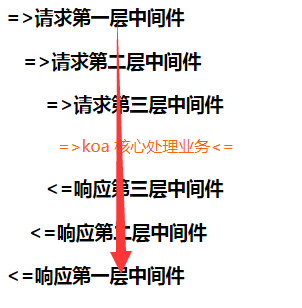 =>请求第一层中间件
=>请求第二层中间件
=>请求第三层中间件
=>koa 核心处理业务<=
<=响应第三层中间件
<=响应第二层中间件
<=响应第一层中间件